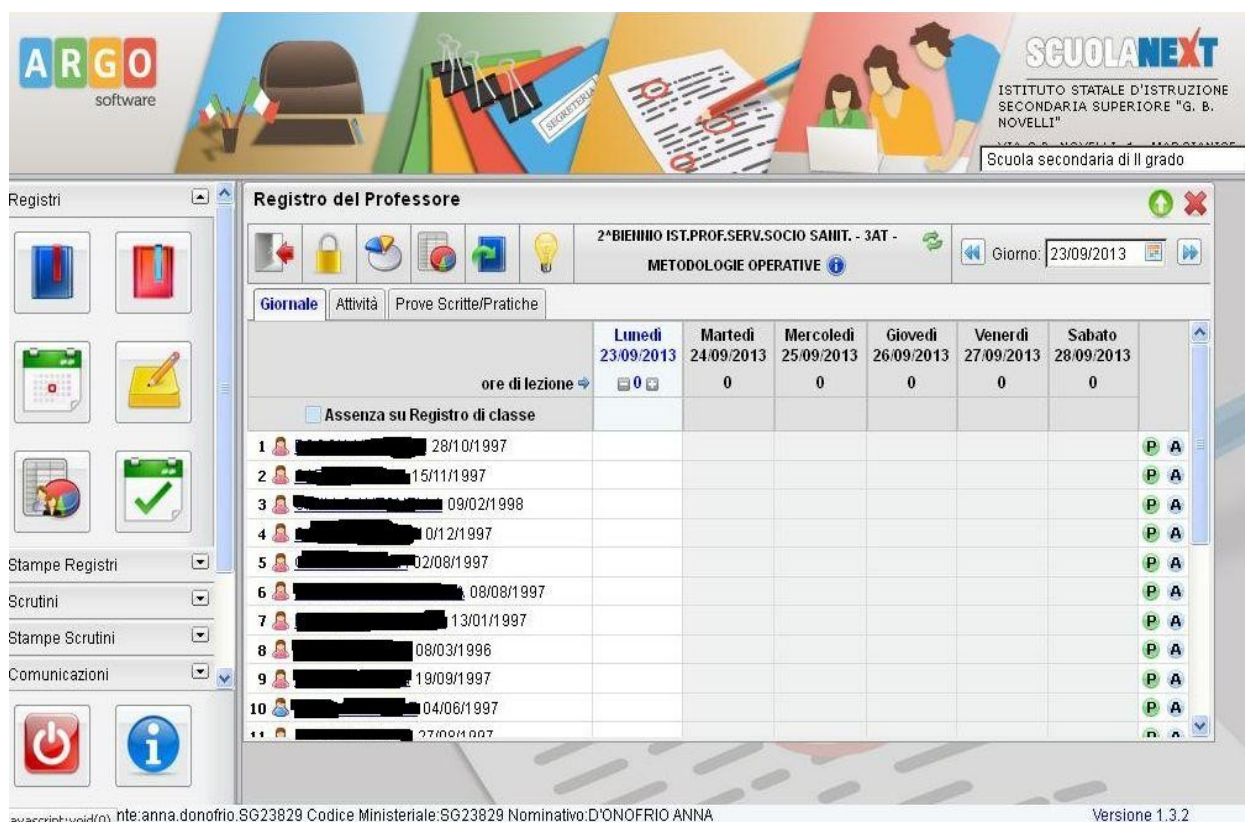 ARGO
software
SEGRETERIA
SCUOLANEXT
ISTITUTO STATALE D'ISTRUZIONE
SECONDARIA SUPERIORE "G. B.
NOVELLI"
Scuola secondaria di II grado
Registri
Registro del Professore
2^BIENNIO IST.PROF.SERV.SOCIO SANIT. - 3AT -
METODOLOGIE OPERATIVE
Giorno: 23/09/2013
Giornale Attività Prove Scritte/Pratiche
Lunedì Martedì Mercoledì Giovedì Venerdì Sabato
23/09/2013 24/09/2013 25/09/2013 26/09/2013 27/09/2013 28/09/2013
ore di lezione 0 0 0 0 0 0
Assenza su Registro di classe
1 28/10/1997 P A
2 15/11/1997 P A
3 09/02/1998 P A
4 0/12/1997 P A
5 02/08/1997 P A
6 08/08/1997 P A
7 13/01/1997 P A
8 08/03/1996 P A
9 19/09/1997 P A
10 04/06/1997 P A
11 27/08/1997
Stampe Registri
Scrutini
Stampe Scrutini
Comunicazioni
nte:anna.donofrio.SG23829 Codice Ministeriale:SG23829 Nominativo:D'ONOFRIO ANNA
Versione 1.3.2